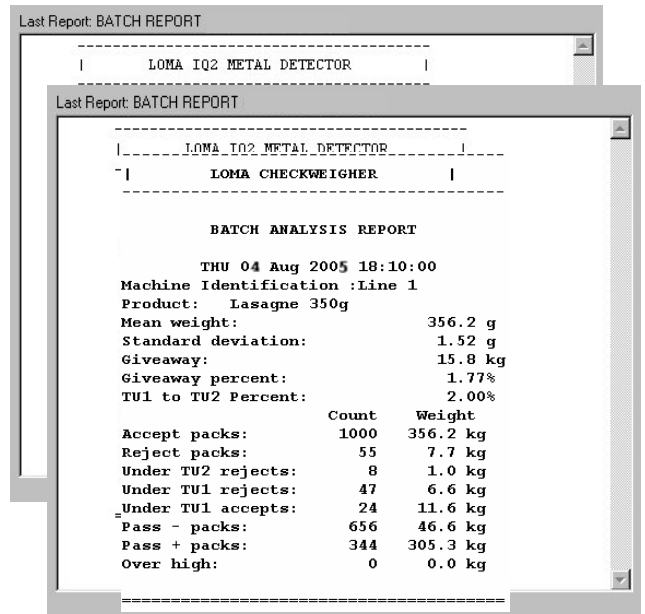 Last Report: BATCH REPORT
----------------------------------------
| LOMA IQ2 METAL DETECTOR |
----------------------------------------
Last Report: BATCH REPORT
----------------------------------------
|______LOMA IQ2 METAL DETECTOR______|____
-| LOMA CHECKWEIGHER |
----------------------------------------
BATCH ANALYSIS REPORT
THU 04 Aug 2005 18:10:00
Machine Identification :Line 1
Product: Lasagne 350g
Mean weight: 356.2 g
Standard deviation: 1.52 g
Giveaway: 15.8 kg
Giveaway percent: 1.77%
TU1 to TU2 Percent: 2.00%
Count Weight
Accept packs: 1000 356.2 kg
Reject packs: 55 7.7 kg
Under TU2 rejects: 8 1.0 kg
Under TU1 rejects: 47 6.6 kg
Under TU1 accepts: 24 11.6 kg
Pass - packs: 656 46.6 kg
Pass + packs: 344 305.3 kg
Over high: 0 0.0 kg
========================================